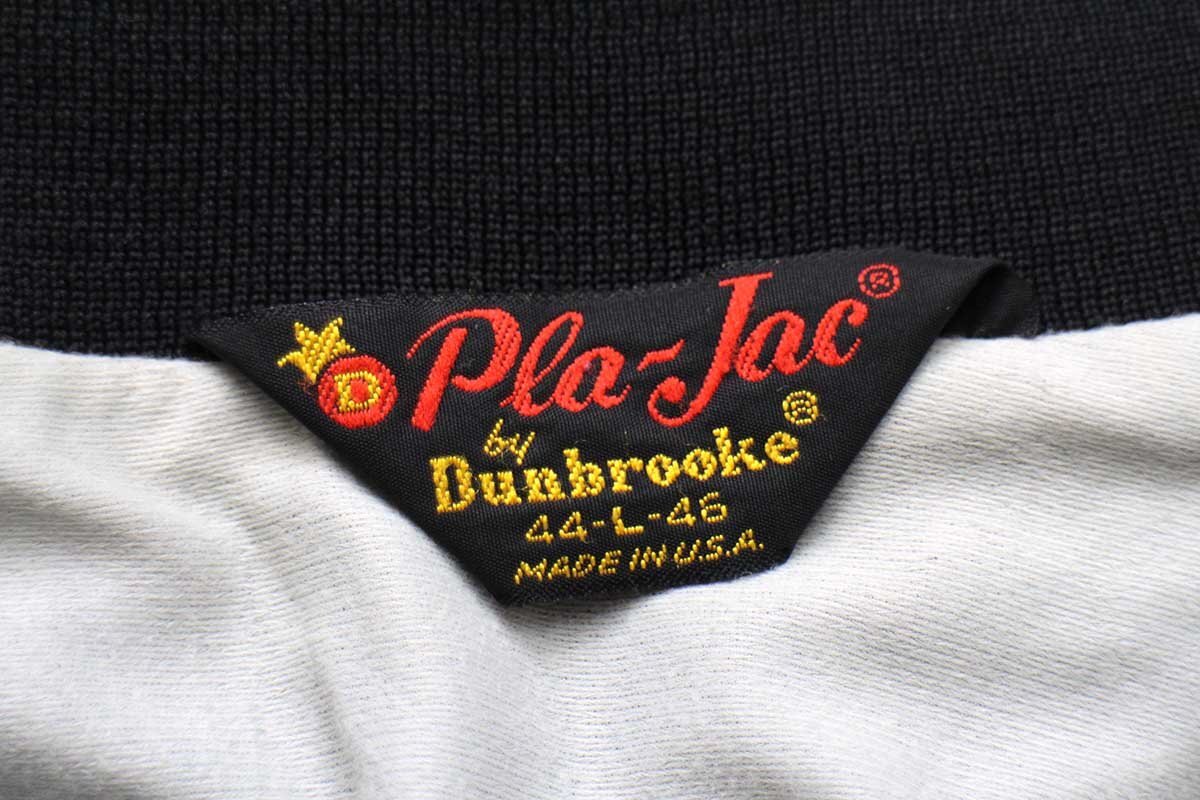 D Pla-Jac®
by
Dunbrooke®
44-L-46
MADE IN U.S.A.